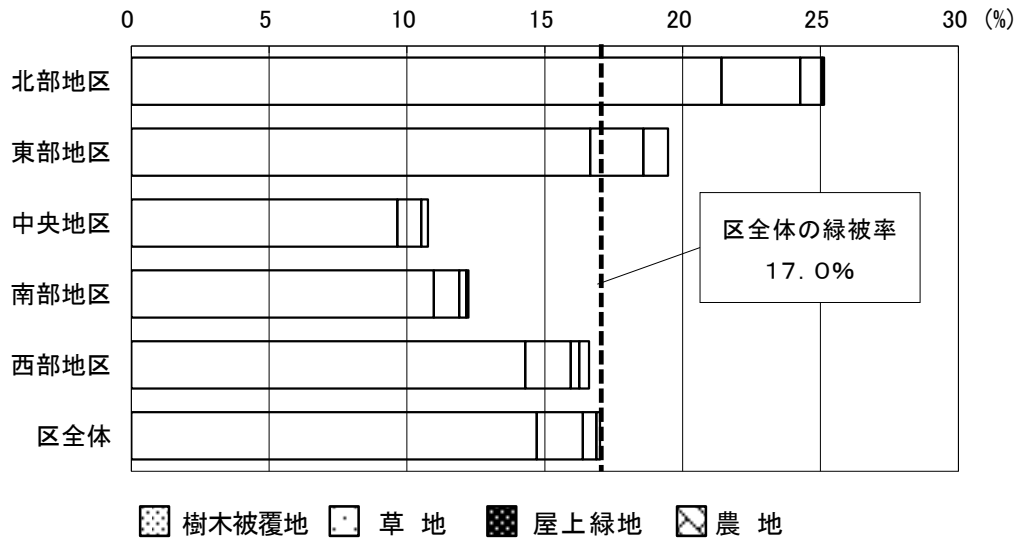 0 5 10 15 20 25 30 (%)
北部地区
東部地区
中央地区
南部地区
西部地区
区全体
区全体の緑被率
17.0%
樹木被覆地 草 地 屋上緑地 農 地